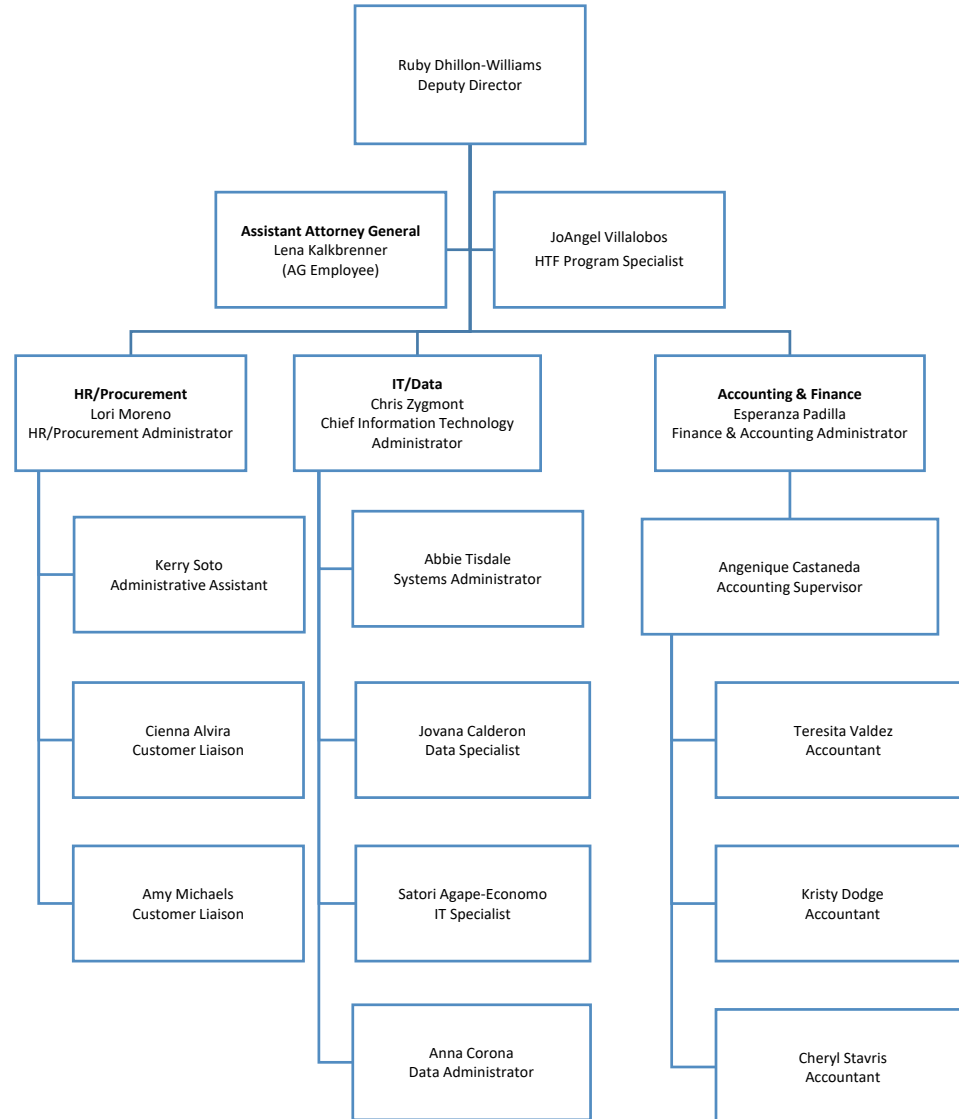 Ruby Dhillon-Williams
Deputy Director
Assistant Attorney General
Lena Kalkbrenner
(AG Employee)
JoAngel Villalobos
HTF Program Specialist
HR/Procurement
Lori Moreno
HR/Procurement Administrator
IT/Data
Chris Zygmont
Chief Information Technology
Administrator
Accounting & Finance
Esperanza Padilla
Finance & Accounting Administrator
Kerry Soto
Administrative Assistant
Abbie Tisdale
Systems Administrator
Angenique Castaneda
Accounting Supervisor
Cienna Alvira
Customer Liaison
Jovana Calderon
Data Specialist
Teresita Valdez
Accountant
Amy Michaels
Customer Liaison
Satori Agape-Economo
IT Specialist
Kristy Dodge
Accountant
Anna Corona
Data Administrator
Cheryl Stavris
Accountant